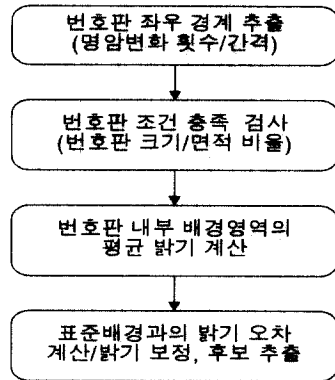 번호판 좌우 경계 추출
(명암변화 횟수/간격)
번호판 조건 충족 검사
(번호판 크기/면적 비율)
번호판 내부 배경영역의
평균 밝기 계산
표준배경과의 밝기 오차
계산/밝기 보정, 후보 추출